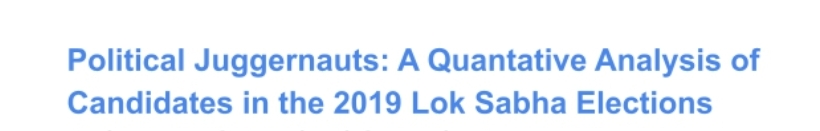 Political Juggernauts: A Quantative Analysis of
Candidates in the 2019 Lok Sabha Elections